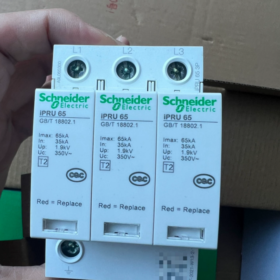 L1 L2 L3
Schneider Electric Schneider Electric Schneider Electric
iPRU 65 iPRU 65 iPRU 65
GB/T 18802.1 GB/T 18802.1 GB/T 18802.1
Imax: 65kA Imax: 65kA Imax: 65kA
In: 35kA In: 35kA In: 35kA
Up: 1.9kV Up: 1.9kV Up: 1.9kV
Uc: 350V~ Uc: 350V~ Uc: 350V~
T2 T2 T2
CQC CQC CQC
Red = Replace Red = Replace Red = Replace